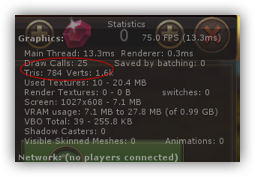 Statistics
Graphics: 75.0 FPS (13.3ms)
Main Thread: 13.3ms Renderer: 0.3ms
Draw Calls: 25 Saved by batching: 0
Tris: 784 Verts: 1.6k
Used Textures: 10 - 20.4 MB
Render Textures: 0 - 0 B switches: 0
Screen: 1027x608 - 7.1 MB
VRAM usage: 7.1 MB to 27.8 MB (of 0.99 GB)
VBO Total: 39 - 255.8 KB
Shadow Casters: 0
Visible Skinned Meshes: 0 Animations: 0
Network: (no players connected)